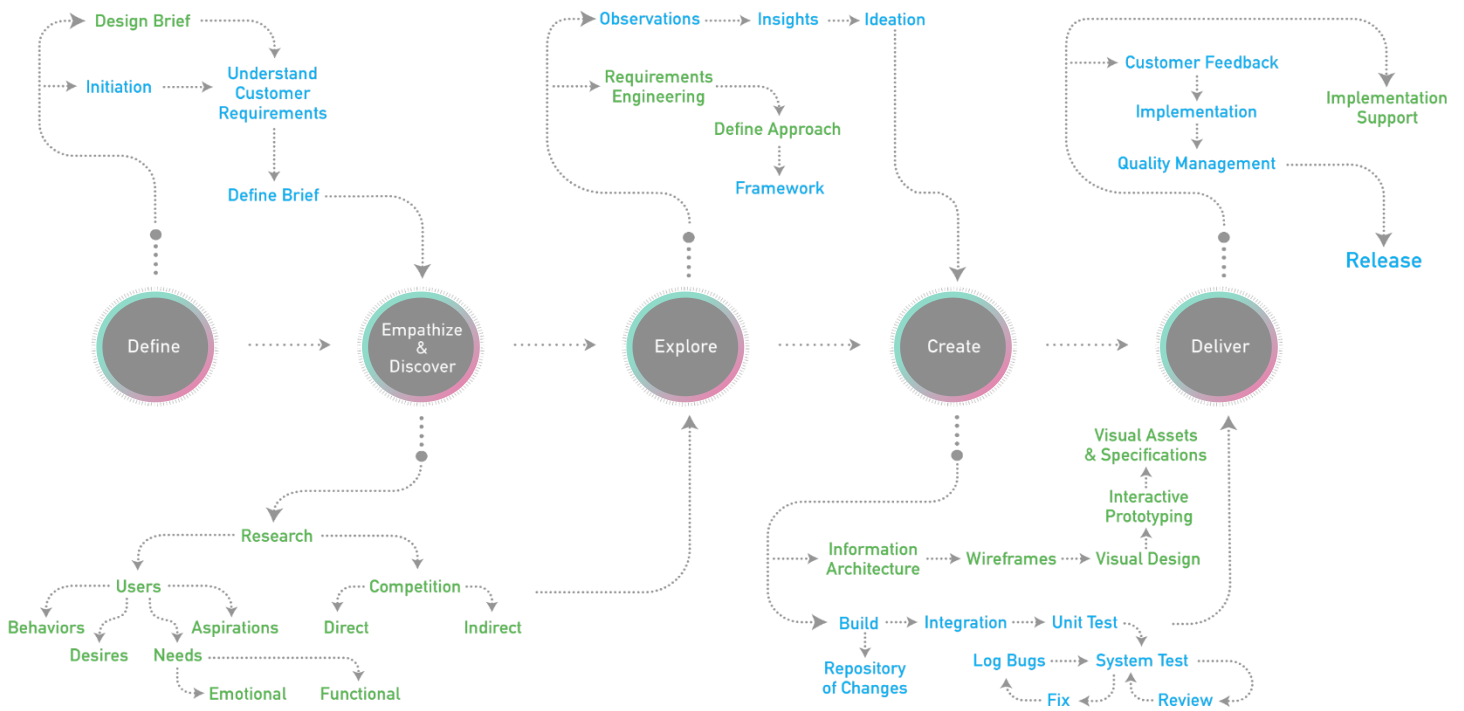 Design Brief
Initiation
Understand
Customer
Requirements
Define Brief
Observations
Insights
Ideation
Requirements
Engineering
Define Approach
Framework
Customer Feedback
Implementation
Quality Management
Implementation
Support
Release
Define
Empathize
&
Discover
Explore
Create
Deliver
Research
Users
Competition
Behaviors
Desires
Needs
Aspirations
Direct
Indirect
Emotional
Functional
Visual Assets
& Specifications
Interactive
Prototyping
Information
Architecture
Wireframes
Visual Design
Build
Integration
Unit Test
Repository
of Changes
Log Bugs
System Test
Fix
Review